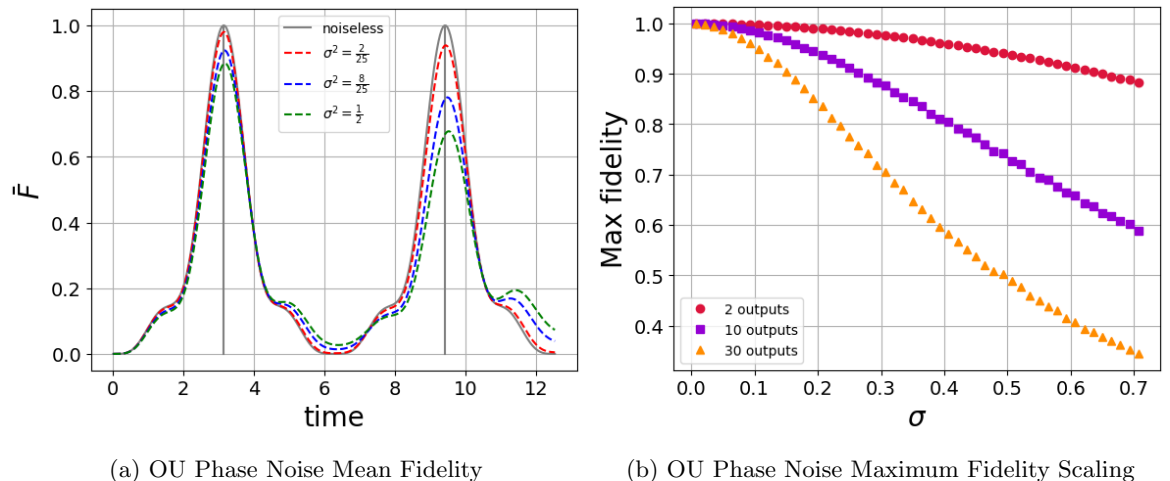 1.0
0.8
0.6
0.4
0.2
0.0
F̄
noiseless
σ² = 2/25
σ² = 8/25
σ² = 1/2
0 2 4 6 8 10 12
time
(a) OU Phase Noise Mean Fidelity
1.0
0.9
0.8
0.7
0.6
0.5
0.4
Max fidelity
2 outputs
10 outputs
30 outputs
0.0 0.1 0.2 0.3 0.4 0.5 0.6 0.7
σ
(b) OU Phase Noise Maximum Fidelity Scaling